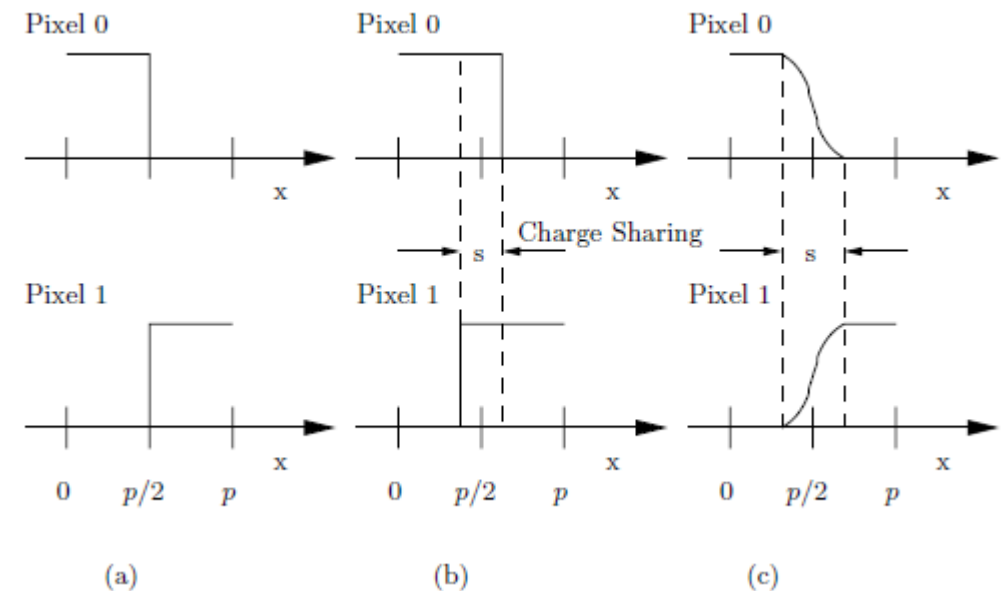 Pixel 0 Pixel 0 Pixel 0
x x x
s Charge Sharing s
Pixel 1 Pixel 1 Pixel 1
x x x
0 p/2 p 0 p/2 p 0 p/2 p
(a) (b) (c)